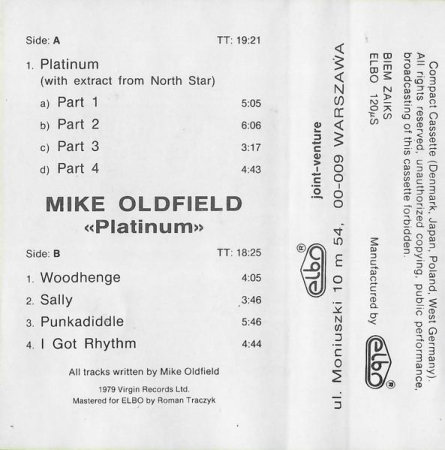 Side: A TT: 19:21
1. Platinum
(with extract from North Star)
a) Part 1 5:05
b) Part 2 6:06
c) Part 3 3:17
d) Part 4 4:43
MIKE OLDFIELD
«Platinum»
Side: B TT: 18:25
1. Woodhenge 4:05
2. Sally 3:46
3. Punkadiddle 5:46
4. I Got Rhythm 4:44
All tracks written by Mike Oldfield
1979 Virgin Records Ltd.
Mastered for ELBO by Roman Traczyk
elbo® joint-venture
ul. Moniuszki 10 m 54, 00-009 WARSZAWA
Compact Cassette (Denmark, Japan, Poland, West Germany).
All rights reserved, unauthorized copying, public performance,
broadcasting of this cassette forbidden.
BIEM ZAIKS
ELBO 120µS
Manufactured by elbo®